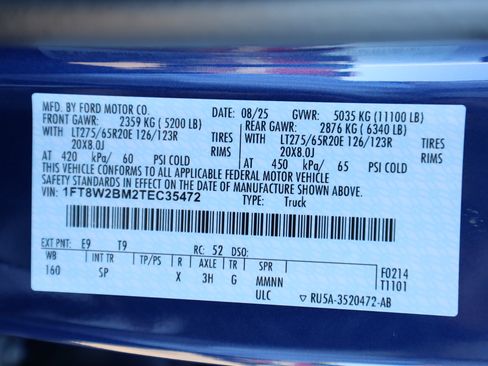 MFD. BY FORD MOTOR CO. 08/25 GVWR: 5035 KG (11100 LB)
FRONT GAWR: 2359 KG (5200 LB) REAR GAWR: 2876 KG (6340 LB)
WITH LT275/65R20E 126/123R TIRES WITH LT275/65R20E 126/123R TIRES
20X8.0J RIMS 20X8.0J RIMS
AT 420 kPa/ 60 PSI COLD AT 450 kPa/ 65 PSI COLD
THIS VEHICLE CONFORMS TO ALL APPLICABLE FEDERAL MOTOR VEHICLE
SAFETY STANDARDS IN EFFECT ON THE DATE OF MANUFACTURE SHOWN ABOVE.
VIN: 1FT8W2BM2TEC35472 TYPE: Truck
EXT PNT: E9 T9 RC: 52 DSO:
WB INT TR TP/PS R AXLE TR SPR F0214
160 SP X 3H G MMNN T1101
ULC ▽ RU5A-3520472-AB